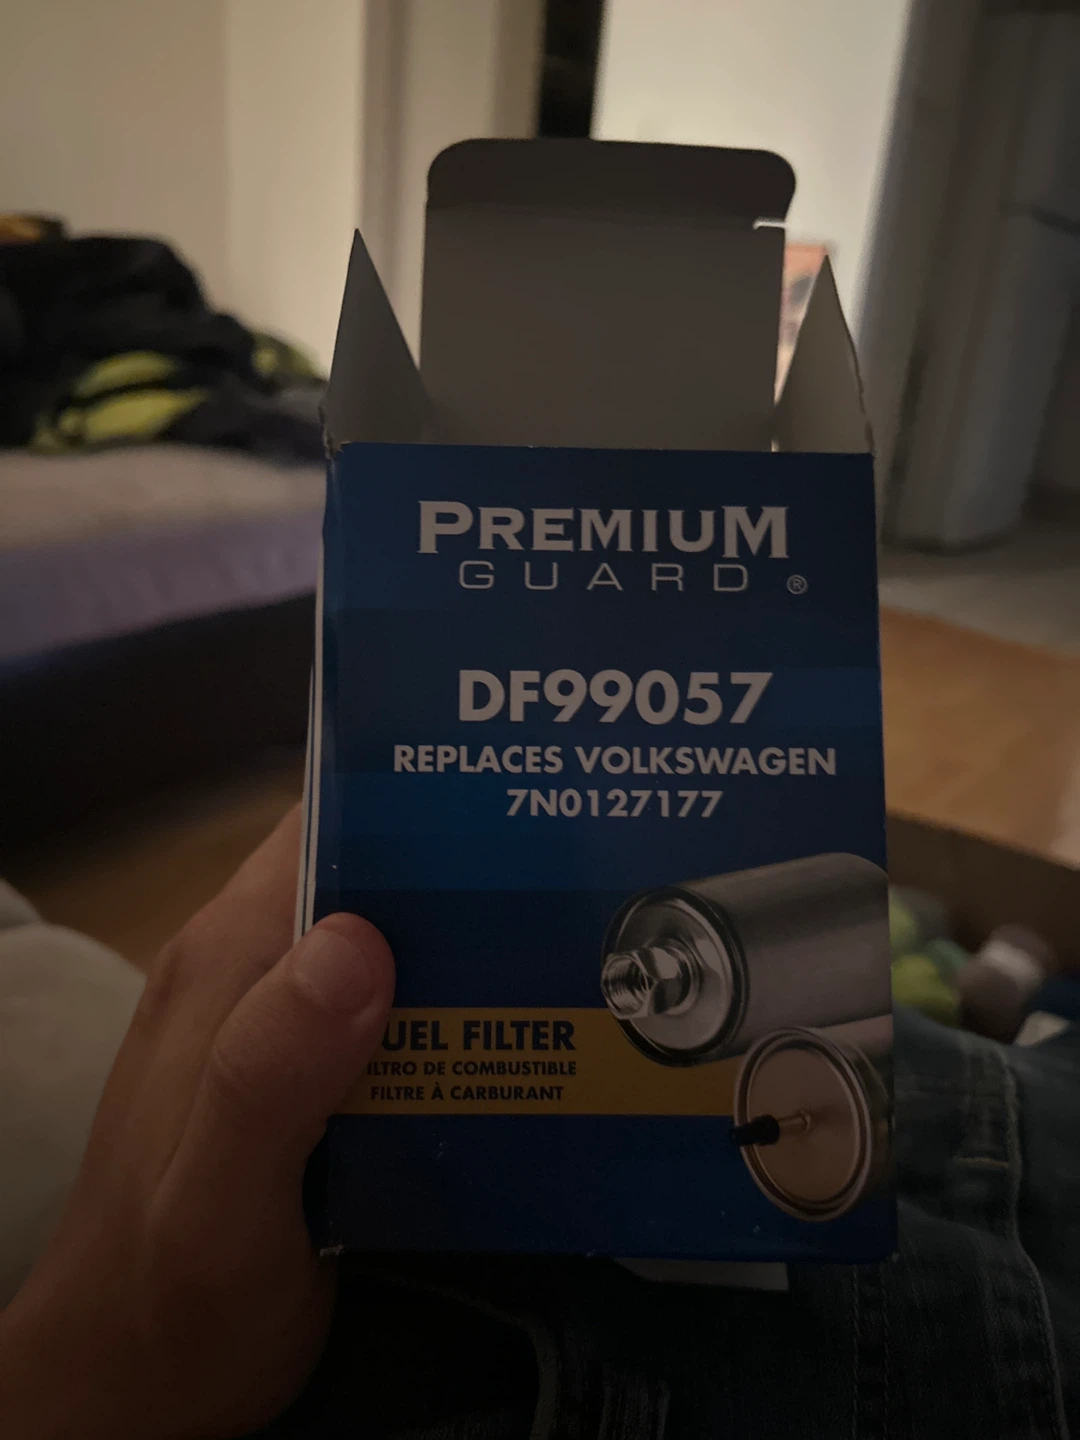 PREMIUM
GUARD ®
DF99057
REPLACES VOLKSWAGEN
7N0127177
UEL FILTER
ILTRO DE COMBUSTIBLE
FILTRE À CARBURANT